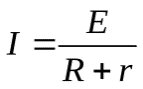 I = E / (R + r)